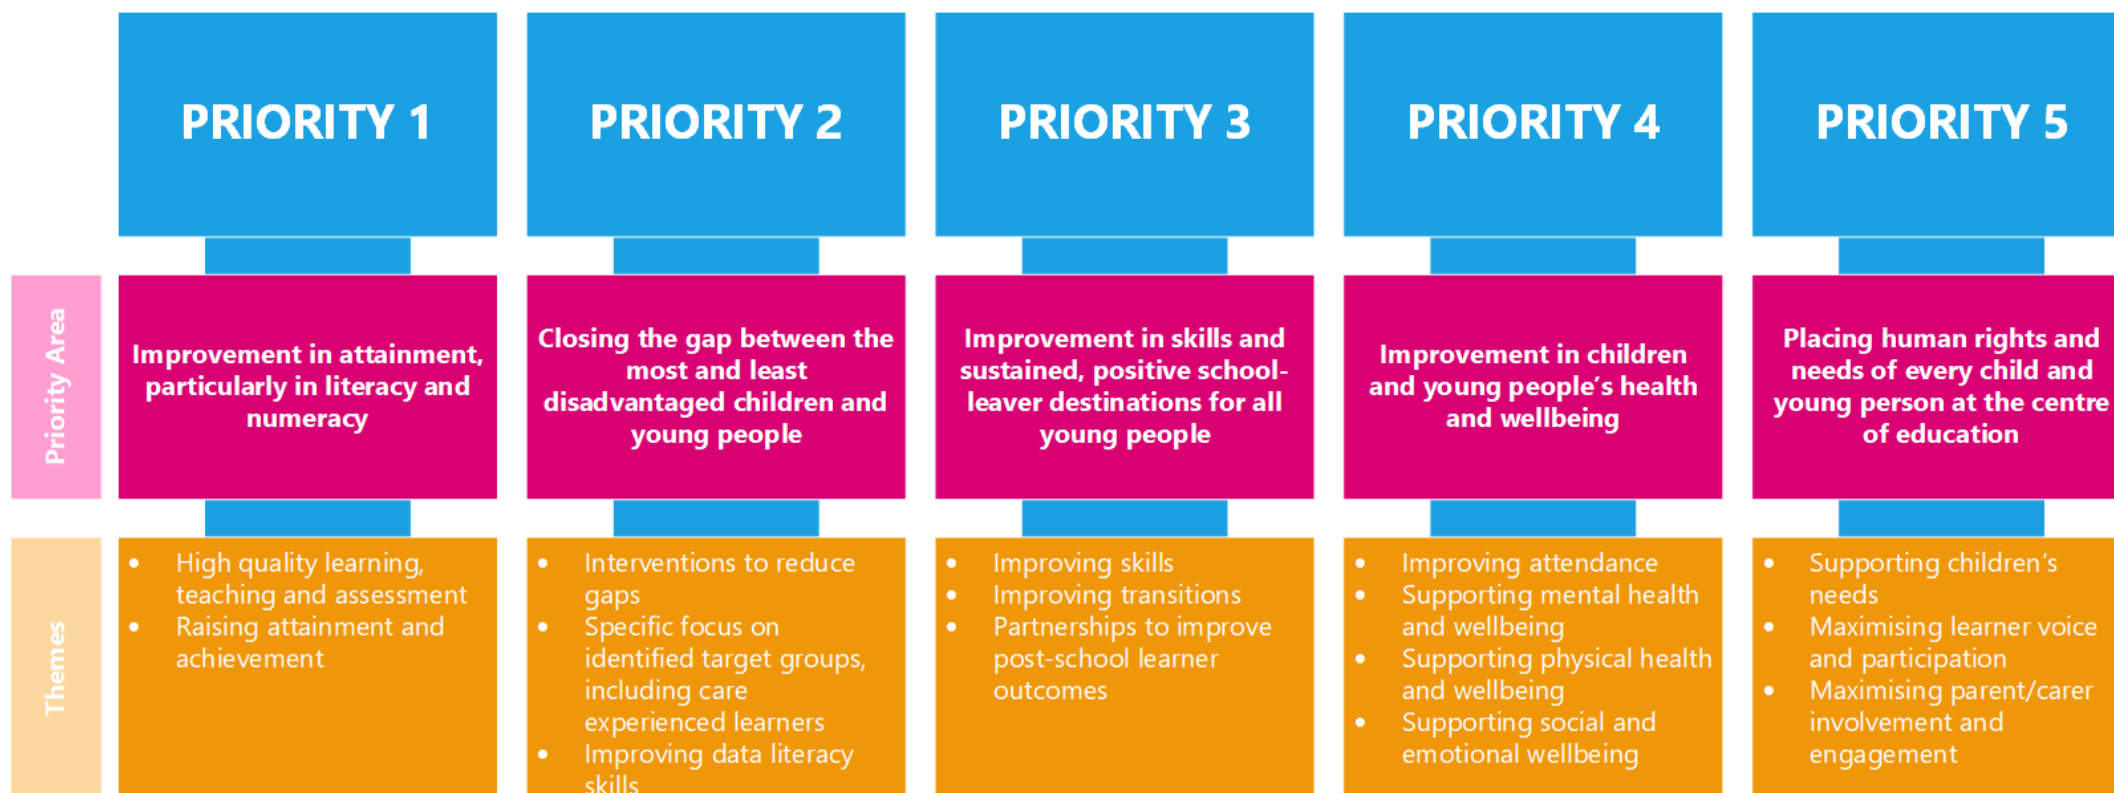 PRIORITY 1
PRIORITY 2
PRIORITY 3
PRIORITY 4
PRIORITY 5
Priority Area
Improvement in attainment,
particularly in literacy and
numeracy
Closing the gap between the
most and least
disadvantaged children and
young people
Improvement in skills and
sustained, positive school-
leaver destinations for all
young people
Improvement in children
and young people's health
and wellbeing
Placing human rights and
needs of every child and
young person at the centre
of education
Themes
• High quality learning,
teaching and assessment
• Raising attainment and
achievement
• Interventions to reduce
gaps
• Specific focus on
identified target groups,
including care
experienced learners
• Improving data literacy
skills
• Improving skills
• Improving transitions
• Partnerships to improve
post-school learner
outcomes
• Improving attendance
• Supporting mental health
and wellbeing
• Supporting physical health
and wellbeing
• Supporting social and
emotional wellbeing
• Supporting children's
needs
• Maximising learner voice
and participation
• Maximising parent/carer
involvement and
engagement